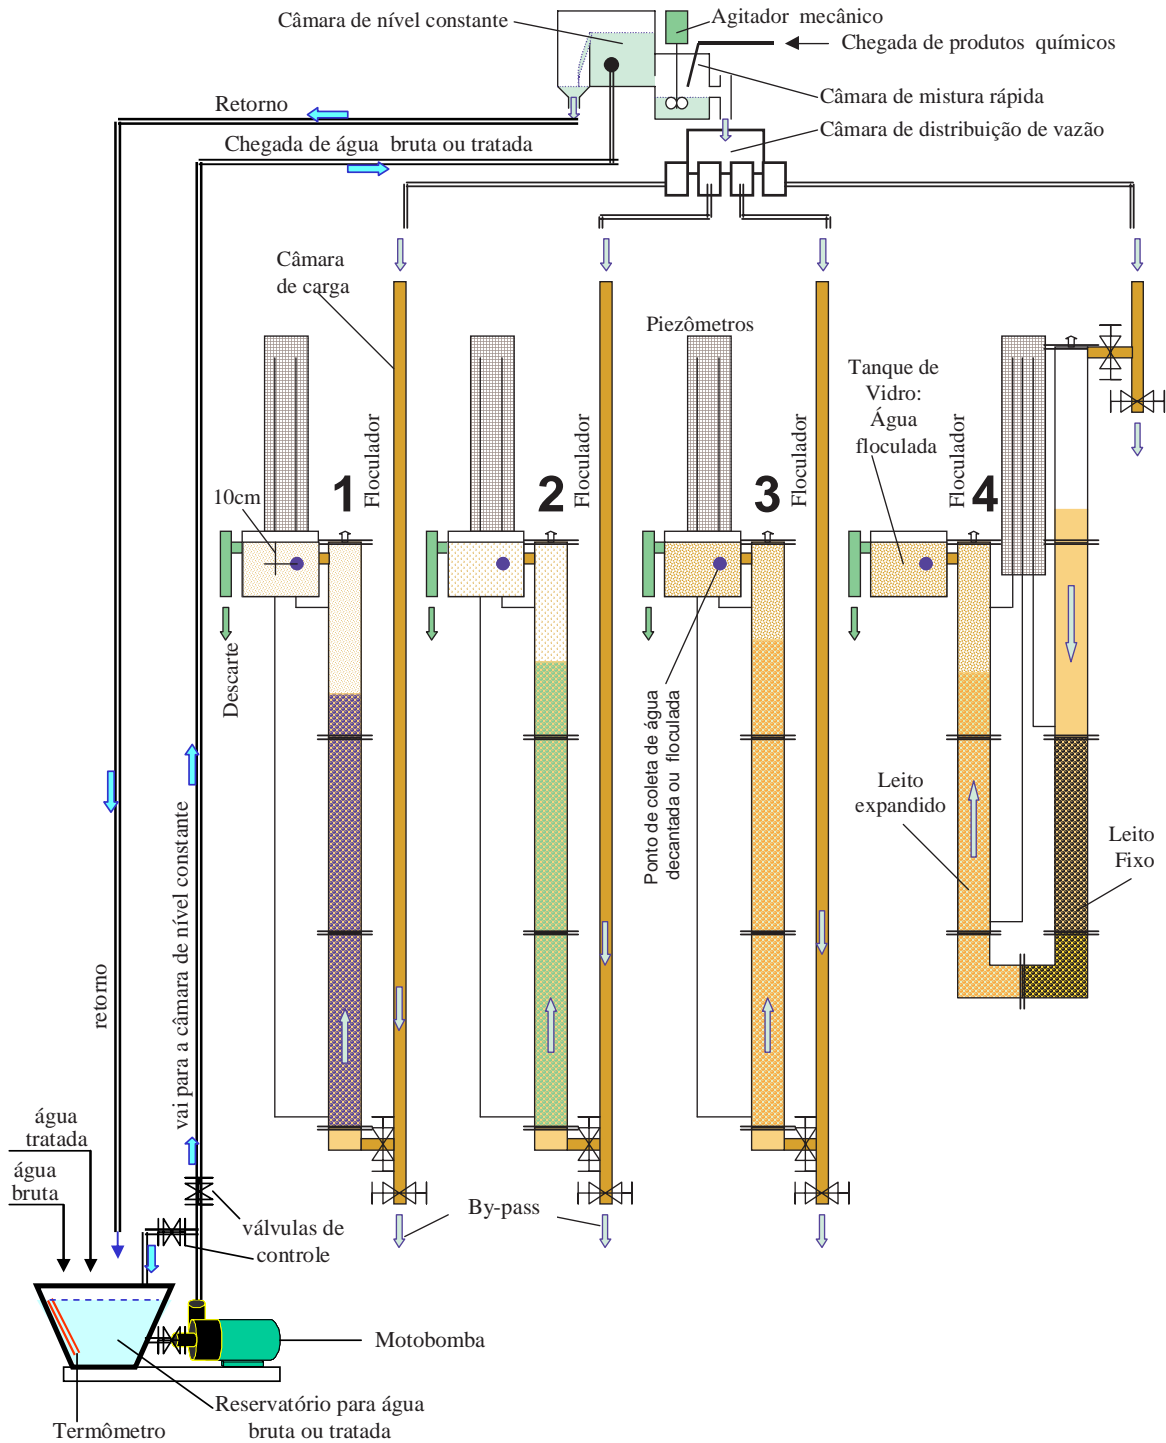 Câmara de nível constante
Agitador mecânico
Chegada de produtos químicos
Retorno
Câmara de mistura rápida
Chegada de água bruta ou tratada
Câmara de distribuição de vazão
Câmara
de carga
Piezômetros
Tanque de
Vidro:
Água
floculada
10cm
1
Floculador
2
Floculador
3
Floculador
Floculador
4
Descarte
Ponto de coleta de água
decantada ou floculada
Leito
expandido
Leito
Fixo
vai para a câmara de nível constante
retorno
água
tratada
água
bruta
By-pass
válvulas de
controle
Motobomba
Reservatório para água
bruta ou tratada
Termômetro